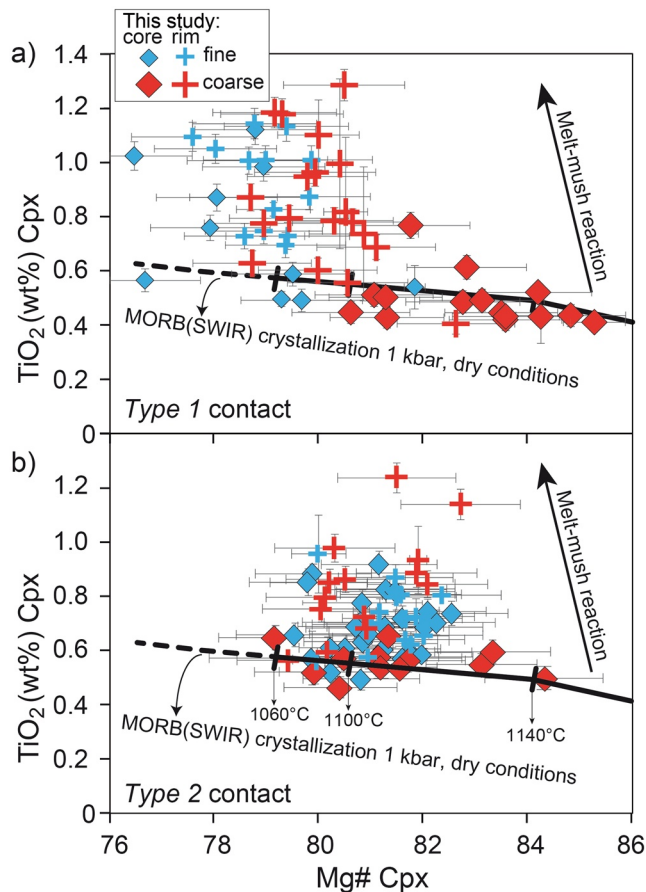 This study:
core rim
fine
coarse
a)
1.4
1.2
1.0
0.8
0.6
0.4
0.2
0
TiO2 (wt%) Cpx
Melt-mush reaction
MORB(SWIR) crystallization 1 kbar, dry conditions
Type 1 contact
b)
1.2
1.0
0.8
0.6
0.4
0.2
0
TiO2 (wt%) Cpx
Melt-mush reaction
1060°C
1100°C
1140°C
MORB(SWIR) crystallization 1 kbar, dry conditions
Type 2 contact
76 78 80 82 84 86
Mg# Cpx